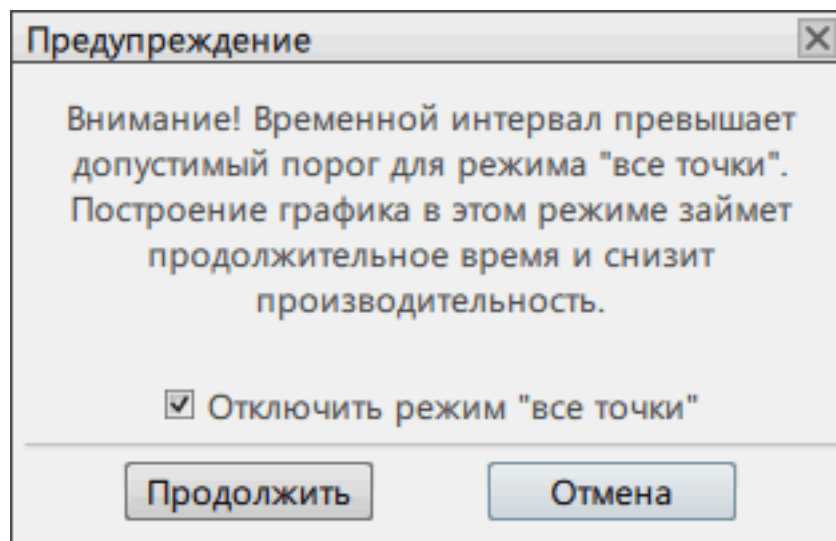 Предупреждение
Внимание! Временной интервал превышает
допустимый порог для режима "все точки".
Построение графика в этом режиме займет
продолжительное время и снизит
производительность.
Отключить режим "все точки"
Продолжить
Отмена